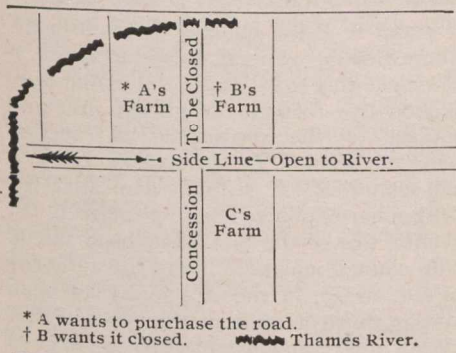 * A's
Farm
To be Closed
† B's
Farm
Side Line—Open to River.
Concession
C's
Farm
* A wants to purchase the road.
† B wants it closed.
Thames River.